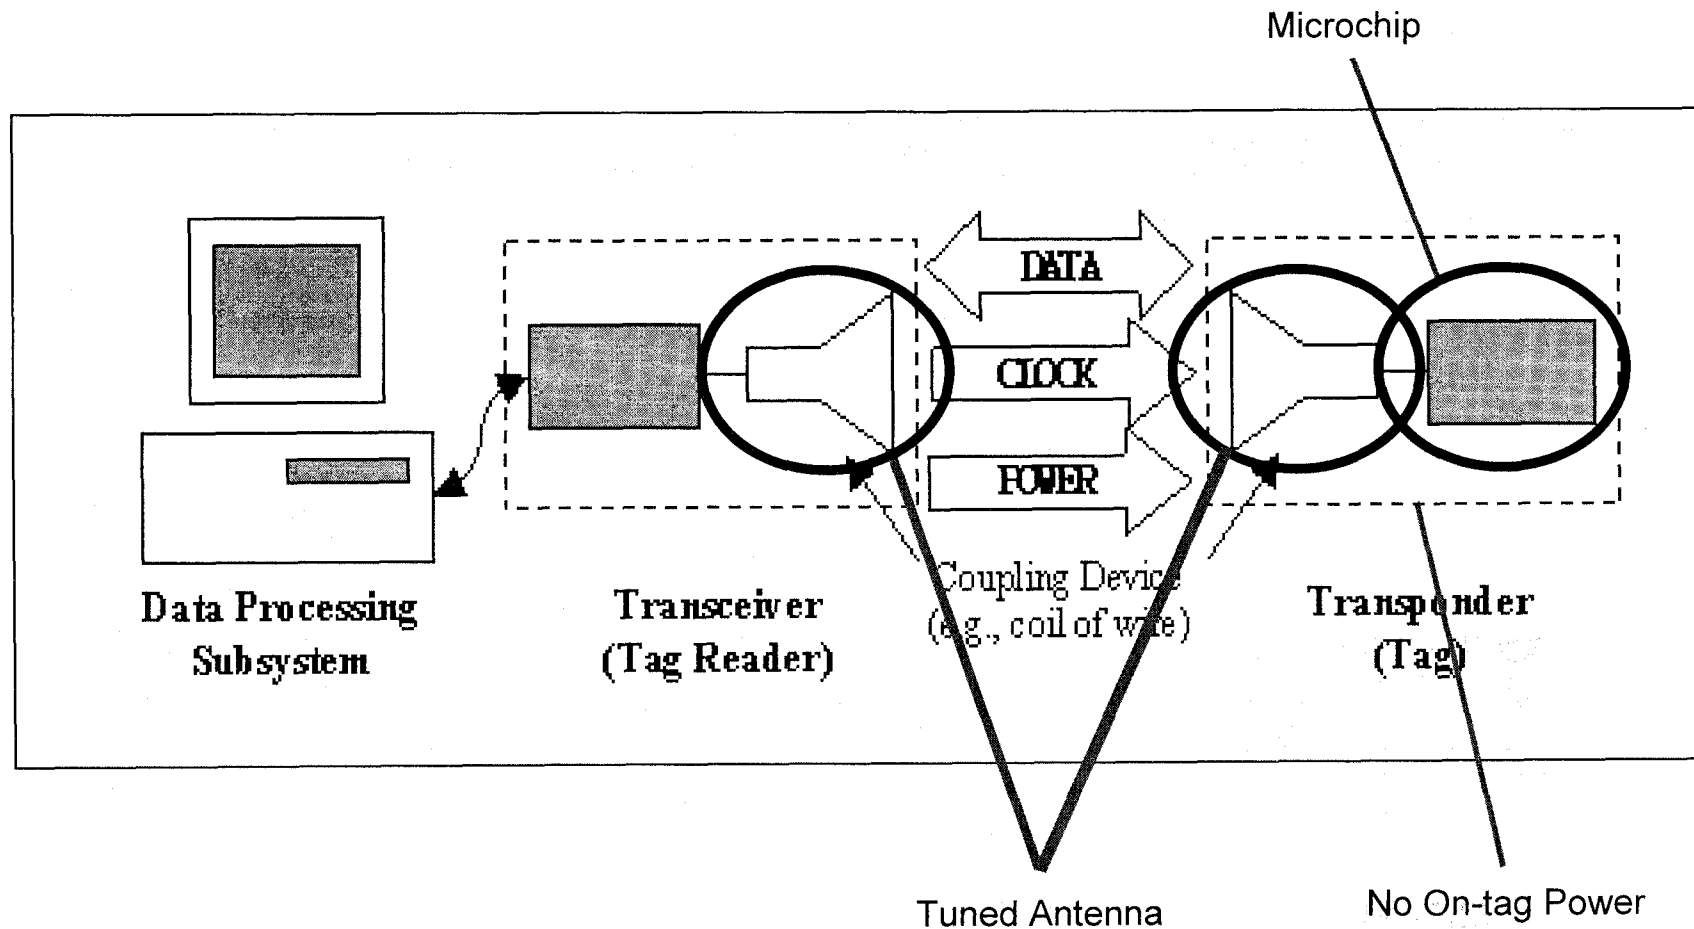 Microchip
DATA
CLOCK
POWER
Coupling Device
(e.g., coil of wire)
Data Processing
Subsystem
Transceiver
(Tag Reader)
Transponder
(Tag)
Tuned Antenna
No On-tag Power